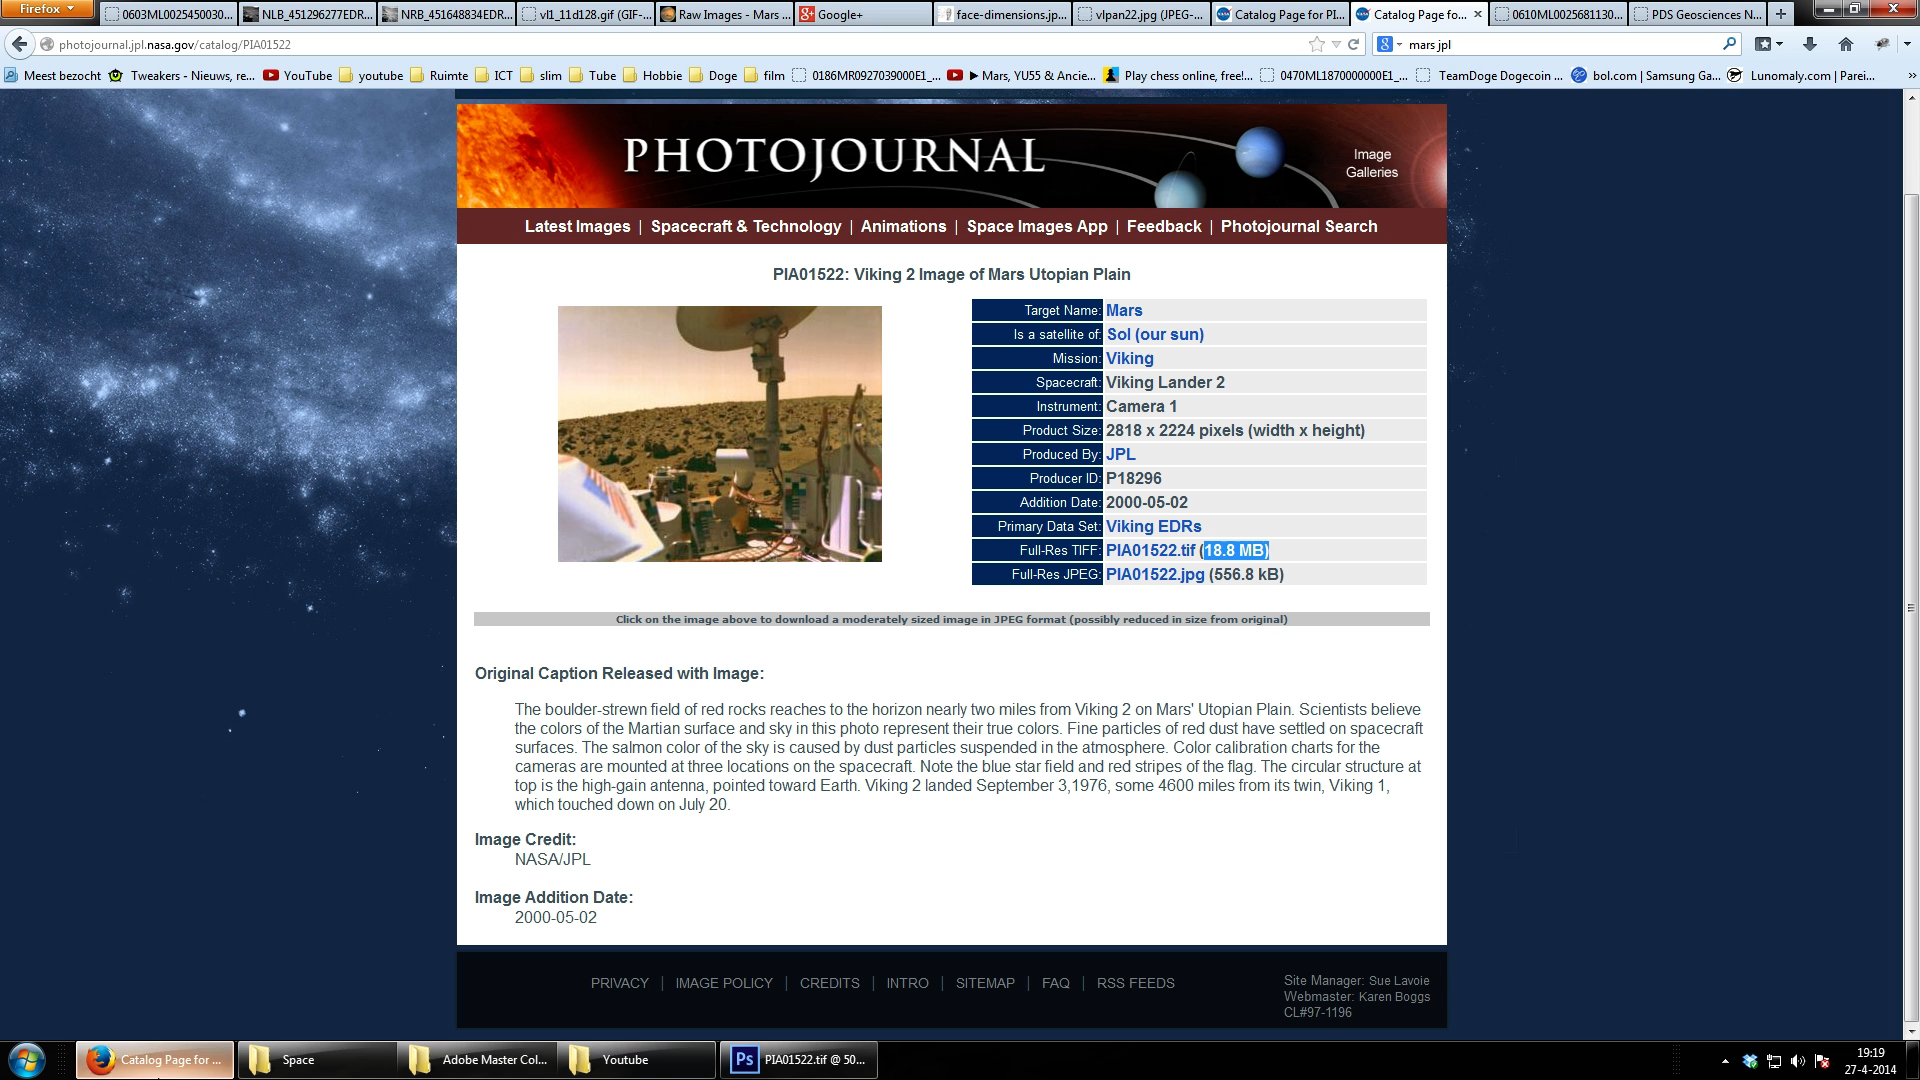 Firefox
0603ML0025450030...
NLB_451296277EDR...
NRB_451648834EDR...
vl1_11d128.gif (GIF-...
Raw Images - Mars ...
Google+
face-dimensions.jp...
vlpan22.jpg (JPEG-...
Catalog Page for PI...
Catalog Page fo...
0610ML0025681130...
PDS Geosciences N...
photojournal.jpl.nasa.gov/catalog/PIA01522
mars jpl
Meest bezocht
Tweakers - Nieuws, re...
YouTube
youtube
Ruimte
ICT
slim
Tube
Hobbie
Doge
film
0186MR0927039000E1_...
▶ Mars, YU55 & Ancie...
Play chess online, free!...
0470ML1870000000E1_...
TeamDoge Dogecoin ...
bol.com | Samsung Ga...
Lunomaly.com | Parei...
PHOTOJOURNAL
Image
Galleries
Latest Images | Spacecraft & Technology | Animations | Space Images App | Feedback | Photojournal Search
PIA01522: Viking 2 Image of Mars Utopian Plain
Target Name: Mars
Is a satellite of: Sol (our sun)
Mission: Viking
Spacecraft: Viking Lander 2
Instrument: Camera 1
Product Size: 2818 x 2224 pixels (width x height)
Produced By: JPL
Producer ID: P18296
Addition Date: 2000-05-02
Primary Data Set: Viking EDRs
Full-Res TIFF: PIA01522.tif (18.8 MB)
Full-Res JPEG: PIA01522.jpg (556.8 kB)
Click on the image above to download a moderately sized image in JPEG format (possibly reduced in size from original)
Original Caption Released with Image:
The boulder-strewn field of red rocks reaches to the horizon nearly two miles from Viking 2 on Mars' Utopian Plain. Scientists believe
the colors of the Martian surface and sky in this photo represent their true colors. Fine particles of red dust have settled on spacecraft
surfaces. The salmon color of the sky is caused by dust particles suspended in the atmosphere. Color calibration charts for the
cameras are mounted at three locations on the spacecraft. Note the blue star field and red stripes of the flag. The circular structure at
top is the high-gain antenna, pointed toward Earth. Viking 2 landed September 3,1976, some 4600 miles from its twin, Viking 1,
which touched down on July 20.
Image Credit:
NASA/JPL
Image Addition Date:
2000-05-02
PRIVACY | IMAGE POLICY | CREDITS | INTRO | SITEMAP | FAQ | RSS FEEDS
Site Manager: Sue Lavoie
Webmaster: Karen Boggs
CL#97-1196
Catalog Page for ...
Space
Adobe Master Col...
Youtube
Ps
PIA01522.tif @ 50...
19:19
27-4-2014